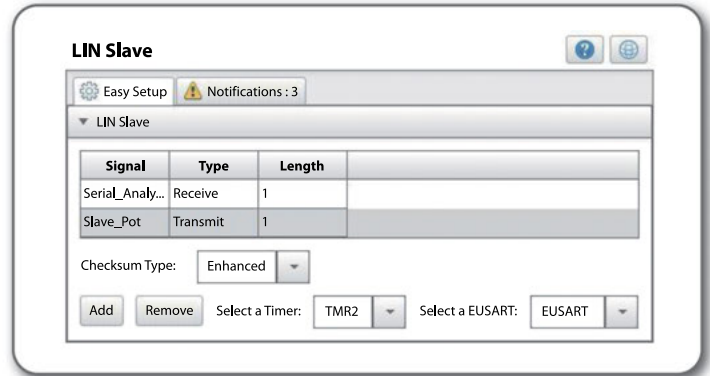 LIN Slave
Easy Setup Notifications : 3
LIN Slave
Signal Type Length
Serial_Analy... Receive 1
Slave_Pot Transmit 1
Checksum Type: Enhanced
Add Remove Select a Timer: TMR2 Select a EUSART: EUSART